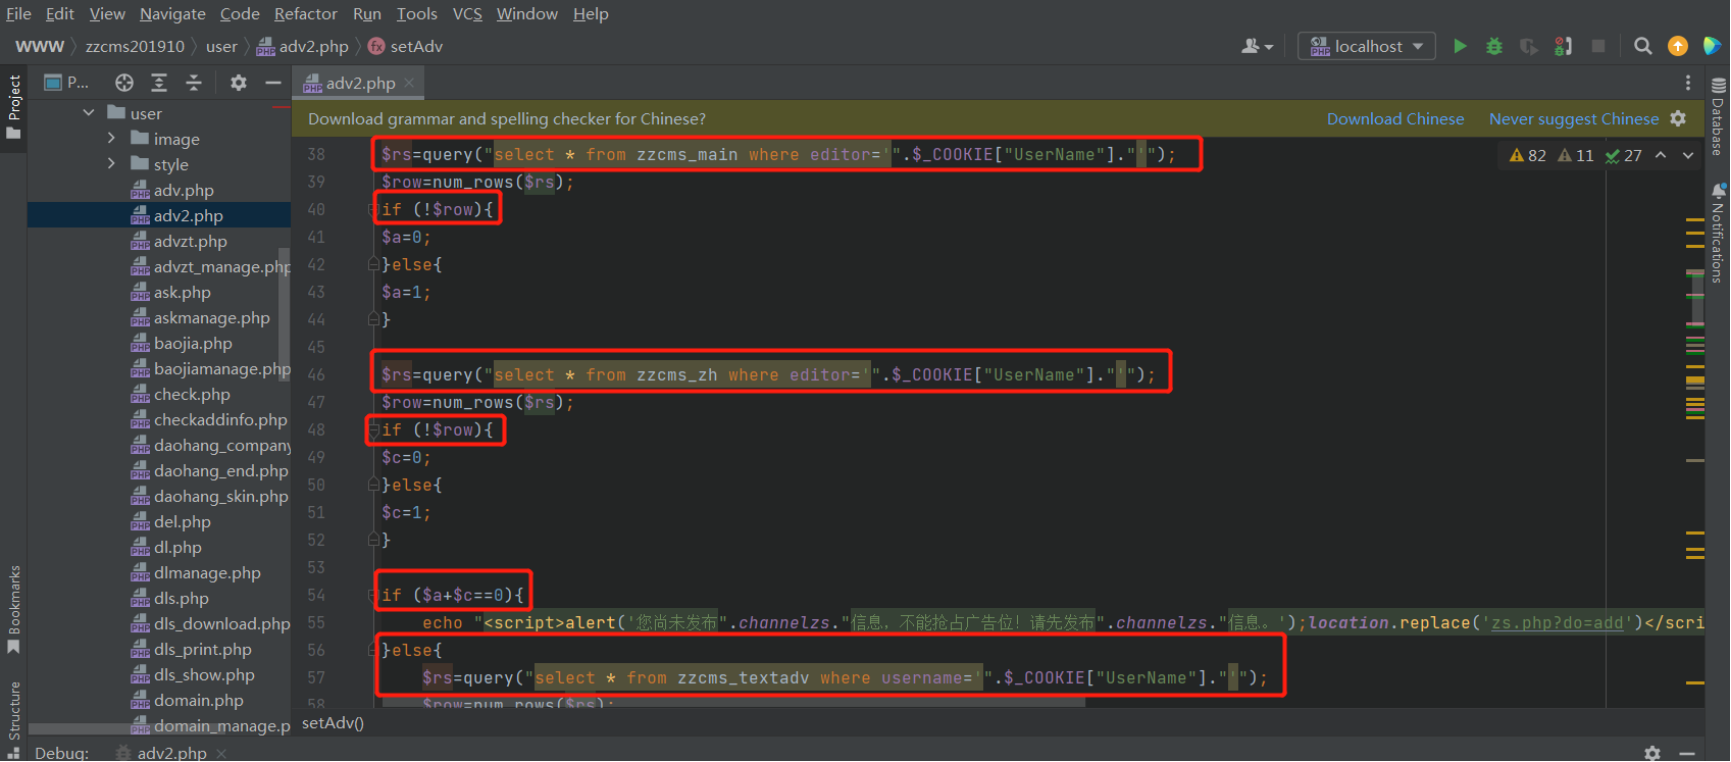 File Edit View Navigate Code Refactor Run Tools VCS Window Help
WWW zzcms201910 user adv2.php setAdv
localhost
Project
P...
adv2.php
Download grammar and spelling checker for Chinese?
Download Chinese
Never suggest Chinese
82 11 27
user
image
style
adv.php
adv2.php
advzt.php
advzt_manage.php
ask.php
askmanage.php
baojia.php
baojiamanage.php
check.php
checkaddinfo.php
daohang_company
daohang_end.php
daohang_skin.php
del.php
dl.php
dlmanage.php
dls.php
dls_download.php
dls_print.php
dls_show.php
domain.php
domain_manage.p
38 $rs=query("select * from zzcms_main where editor='".$_COOKIE["UserName"]."'");
39 $row=num_rows($rs);
40 if (!$row){
41 $a=0;
42 }else{
43 $a=1;
44 }
45
46 $rs=query("select * from zzcms_zh where editor='".$_COOKIE["UserName"]."'");
47 $row=num_rows($rs);
48 if (!$row){
49 $c=0;
50 }else{
51 $c=1;
52 }
53
54 if ($a+$c==0){
55 echo "<script>alert('您尚未发布".channelzs."信息，不能抢占广告位！请先发布".channelzs."信息。');location.replace('zs.php?do=add')</scri
56 }else{
57 $rs=query("select * from zzcms_textadv where username='".$_COOKIE["UserName"]."'");
58 $row=num_rows($rs);
setAdv()
Database
Notifications
Bookmarks
Structure
Debug: adv2.php